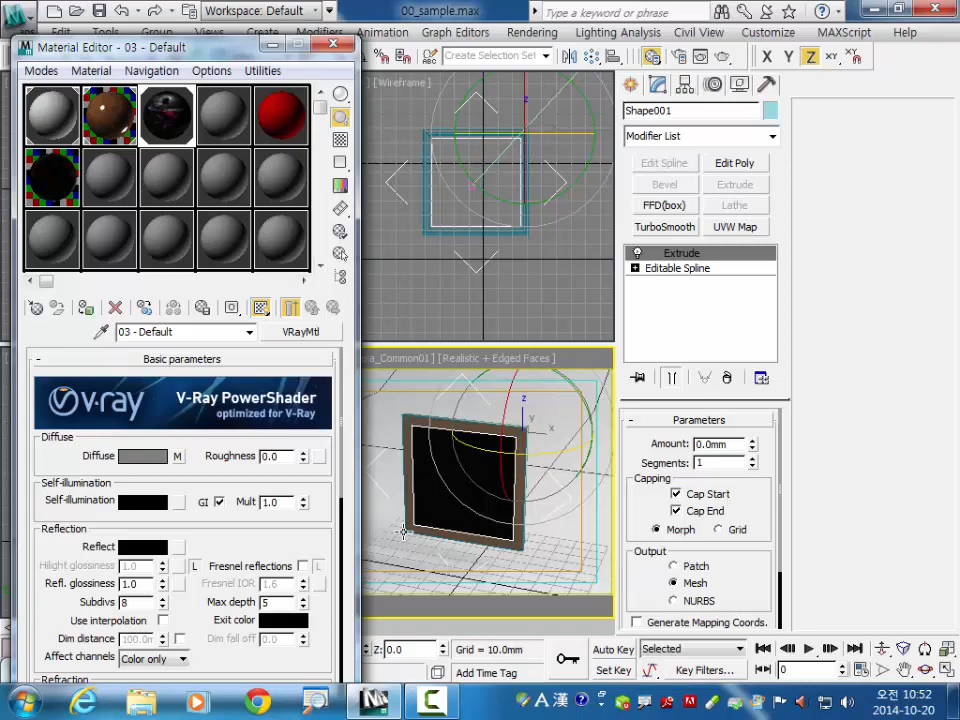 Workspace: Default
00_sample.max
Type a keyword or phrase
Animation
Graph Editors
Rendering
Lighting Analysis
Civil View
Customize
MAXScript
Help
Material Editor - 03 - Default
Create Selection Se
X Y Z XY XY
Modes
Material
Navigation
Options
Utilities
[Wireframe]
z
Shape001
Modifier List
Edit Spline
Edit Poly
Bevel
Extrude
FFD(box)
Lathe
TurboSmooth
UVW Map
Extrude
Editable Spline
03 - Default
VRayMtl
Basic parameters
v-ray
V-Ray PowerShader
optimized for V-Ray
Diffuse
Diffuse
M
Roughness 0.0
Self-illumination
Self-illumination
GI
Mult 1.0
Reflection
Reflect
Hilight glossiness 1.0
L
Fresnel reflections
L
Refl. glossiness 1.0
Fresnel IOR 1.6
Subdivs 8
Max depth 5
Use interpolation
Exit color
Dim distance 100.0m
Dim fall off 0.0
Affect channels Color only
Refraction
ra_Common01] [Realistic + Edged Faces]
z
y
x
Parameters
Amount: 0.0mm
Segments: 1
Capping
Cap Start
Cap End
Morph
Grid
Output
Patch
Mesh
NURBS
Generate Mapping Coords.
Z: 0.0
Grid = 10.0mm
Add Time Tag
Auto Key
Selected
Set Key
Key Filters...
0
A 漢
오전 10:52
2014-10-20